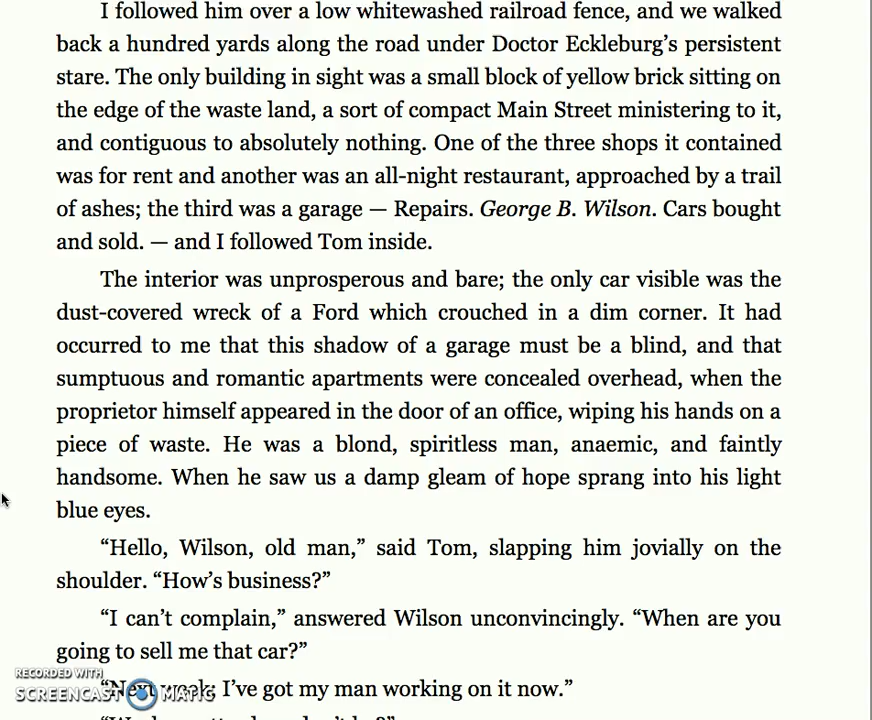 I followed him over a low whitewashed railroad fence, and we walked
back a hundred yards along the road under Doctor Eckleburg’s persistent
stare. The only building in sight was a small block of yellow brick sitting on
the edge of the waste land, a sort of compact Main Street ministering to it,
and contiguous to absolutely nothing. One of the three shops it contained
was for rent and another was an all-night restaurant, approached by a trail
of ashes; the third was a garage — Repairs. George B. Wilson. Cars bought
and sold. — and I followed Tom inside.
The interior was unprosperous and bare; the only car visible was the
dust-covered wreck of a Ford which crouched in a dim corner. It had
occurred to me that this shadow of a garage must be a blind, and that
sumptuous and romantic apartments were concealed overhead, when the
proprietor himself appeared in the door of an office, wiping his hands on a
piece of waste. He was a blond, spiritless man, anaemic, and faintly
handsome. When he saw us a damp gleam of hope sprang into his light
blue eyes.
“Hello, Wilson, old man,” said Tom, slapping him jovially on the
shoulder. “How’s business?”
“I can’t complain,” answered Wilson unconvincingly. “When are you
going to sell me that car?”
RECORDED WITH
“Next week; I’ve got my man working on it now.”
SCREENCAST MATIC